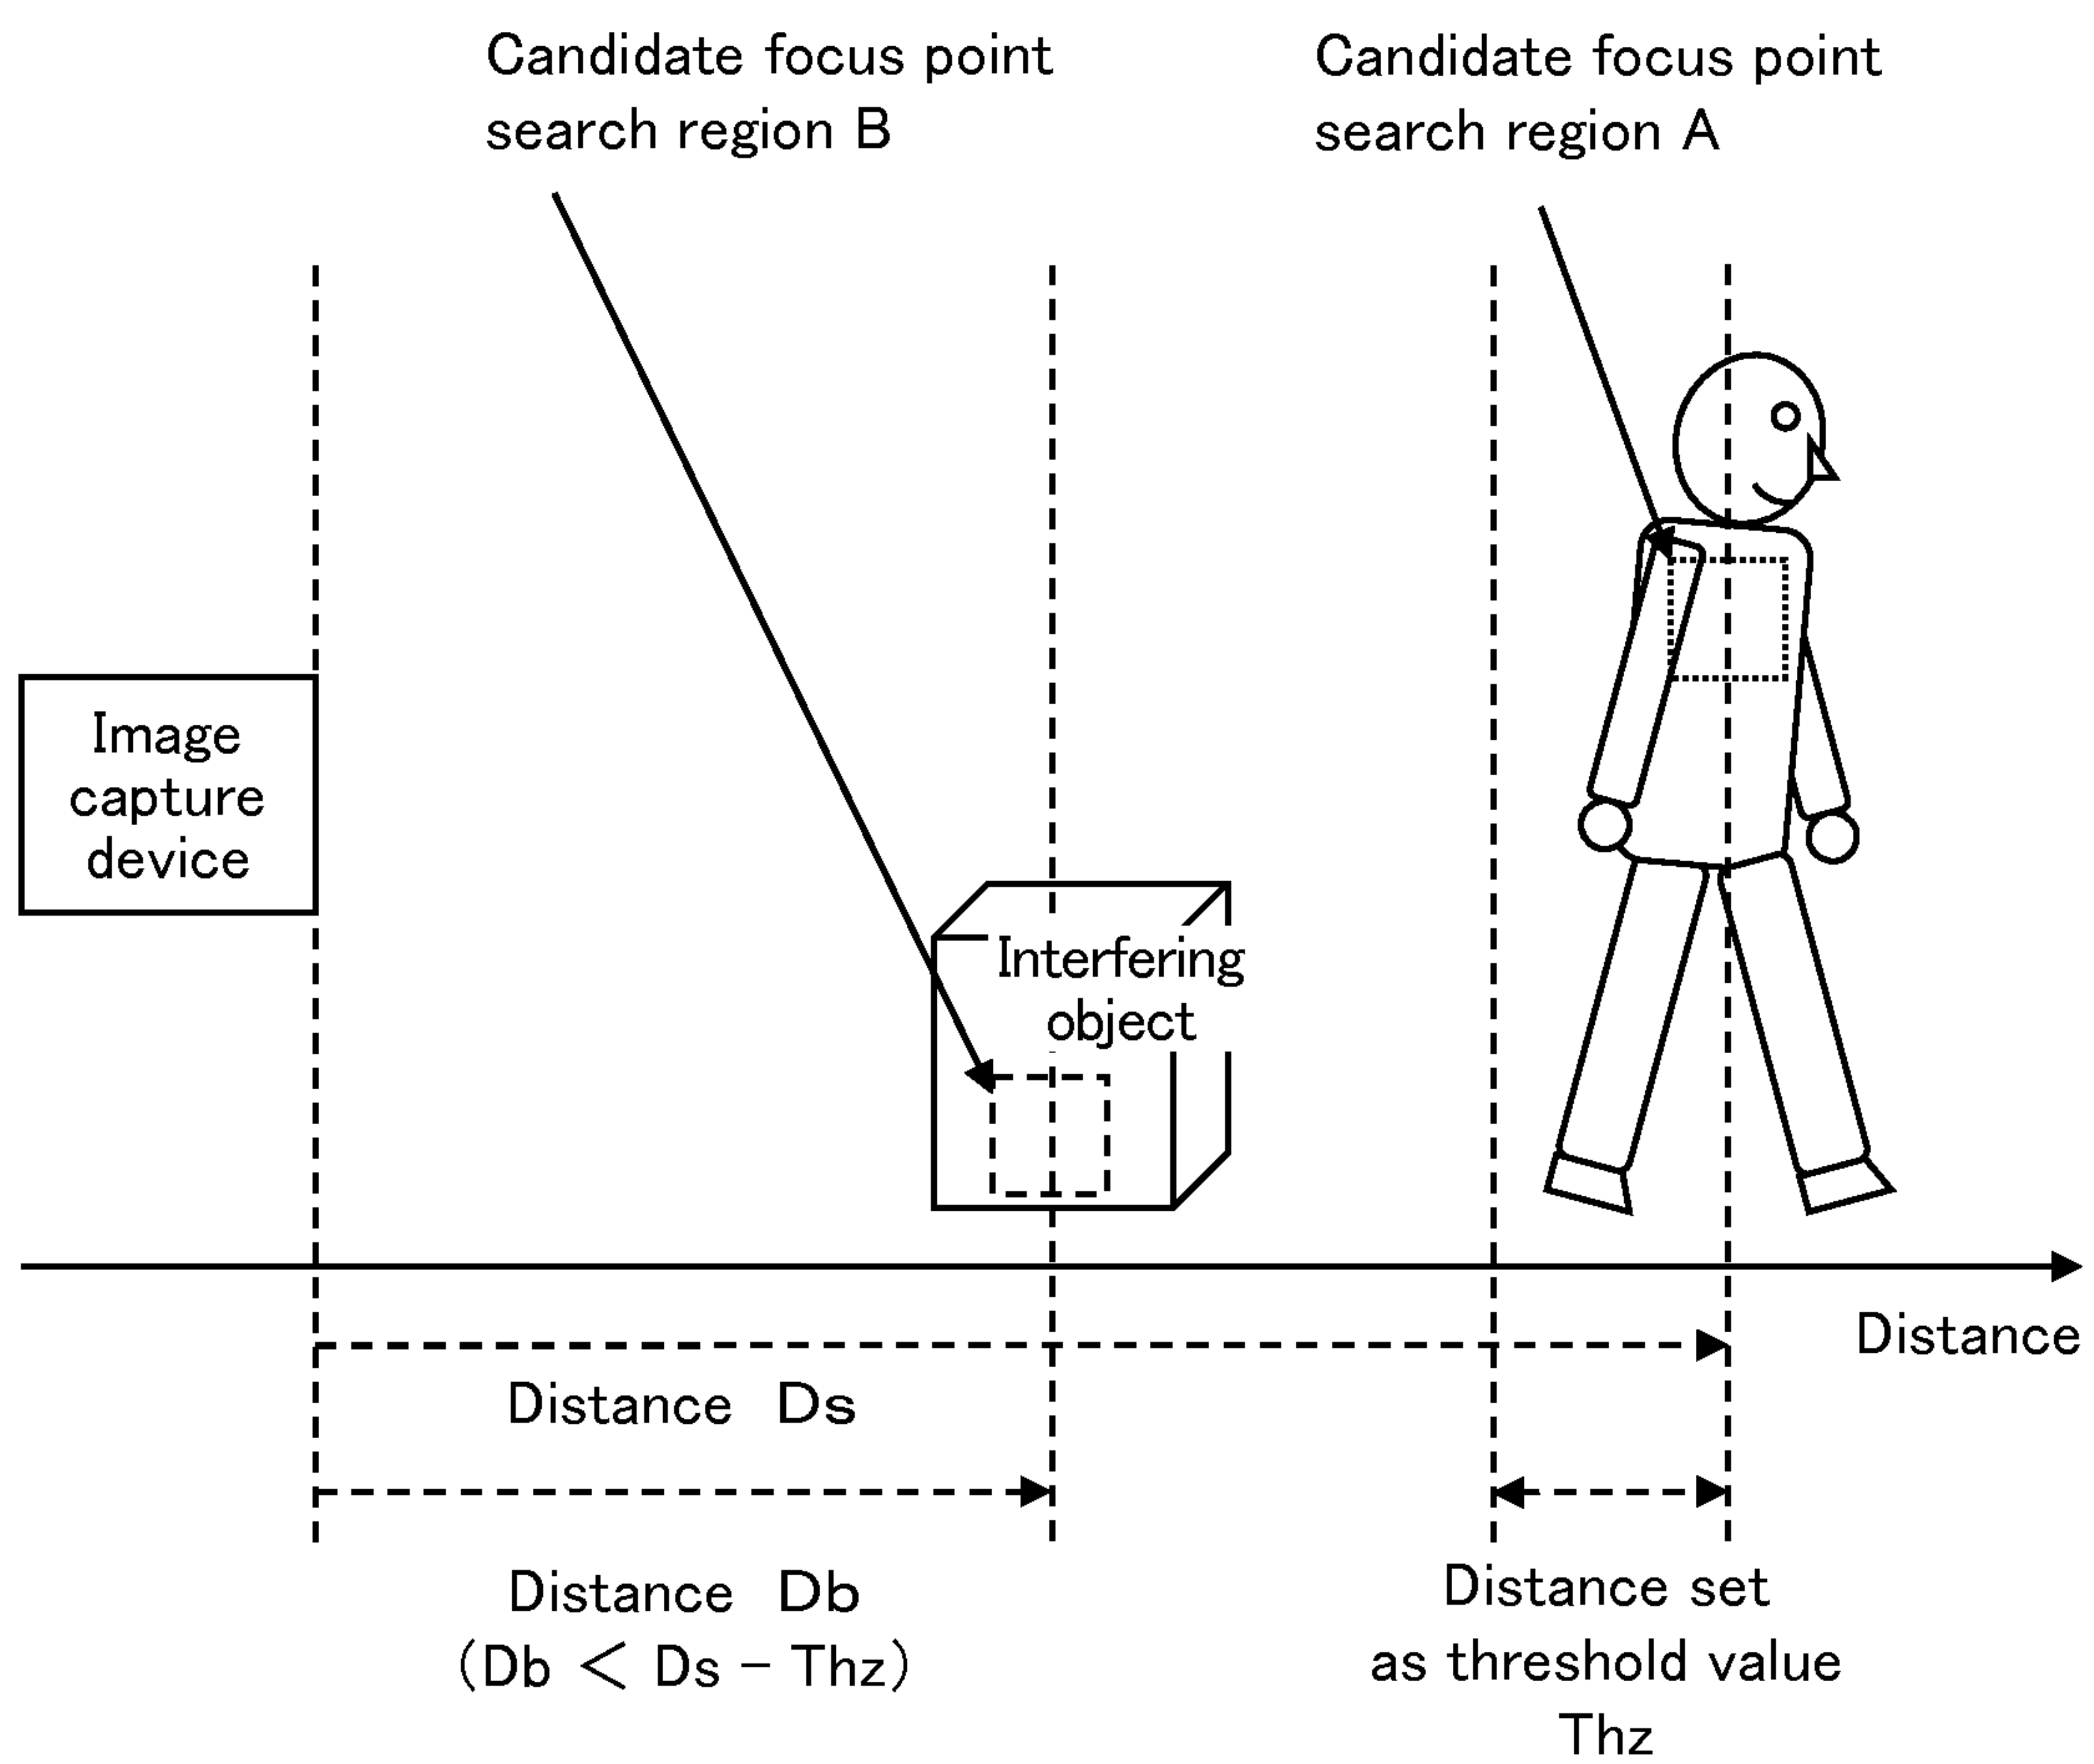 Candidate focus point
search region B
Candidate focus point
search region A
Image
capture
device
Interfering
object
Distance
Distance Ds
Distance Db
(Db < Ds − Thz)
Distance set
as threshold value
Thz